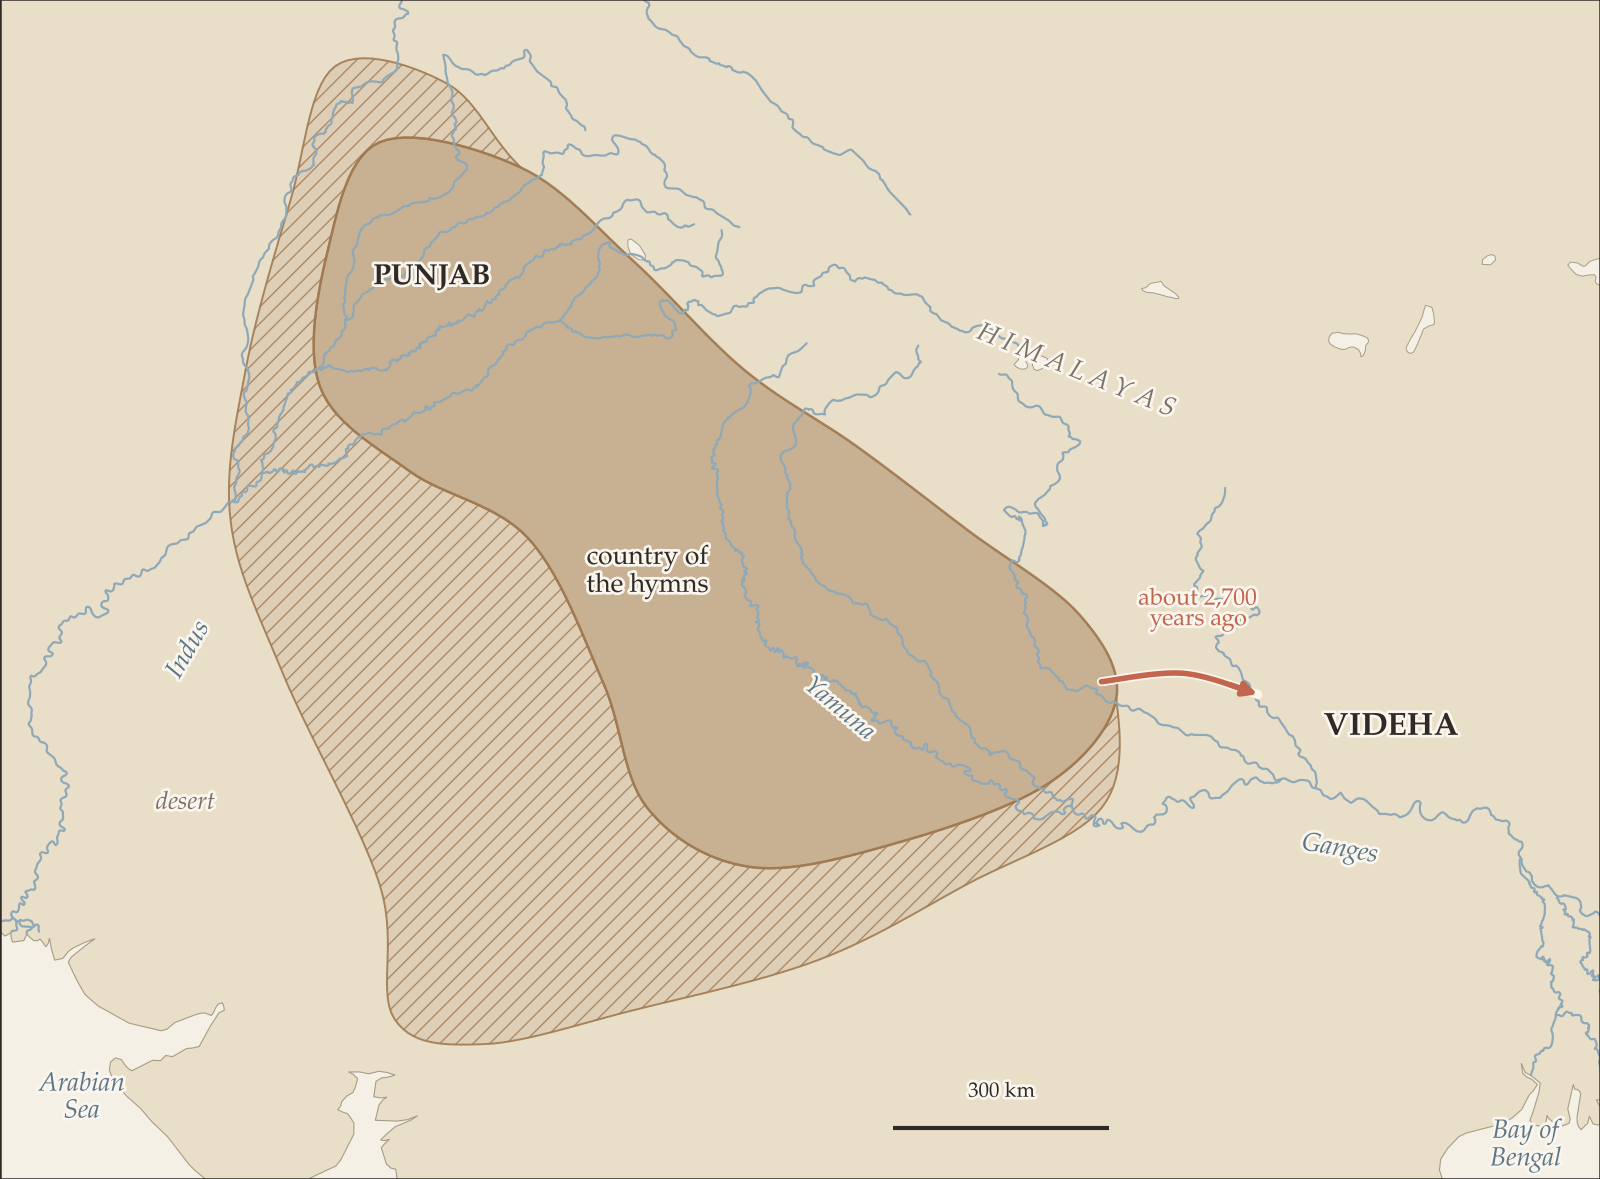 PUNJAB
HIMALAYAS
country of
the hymns
about 2,700
years ago
Indus
Yamuna
VIDEHA
desert
Ganges
Arabian
Sea
300 km
Bay of
Bengal